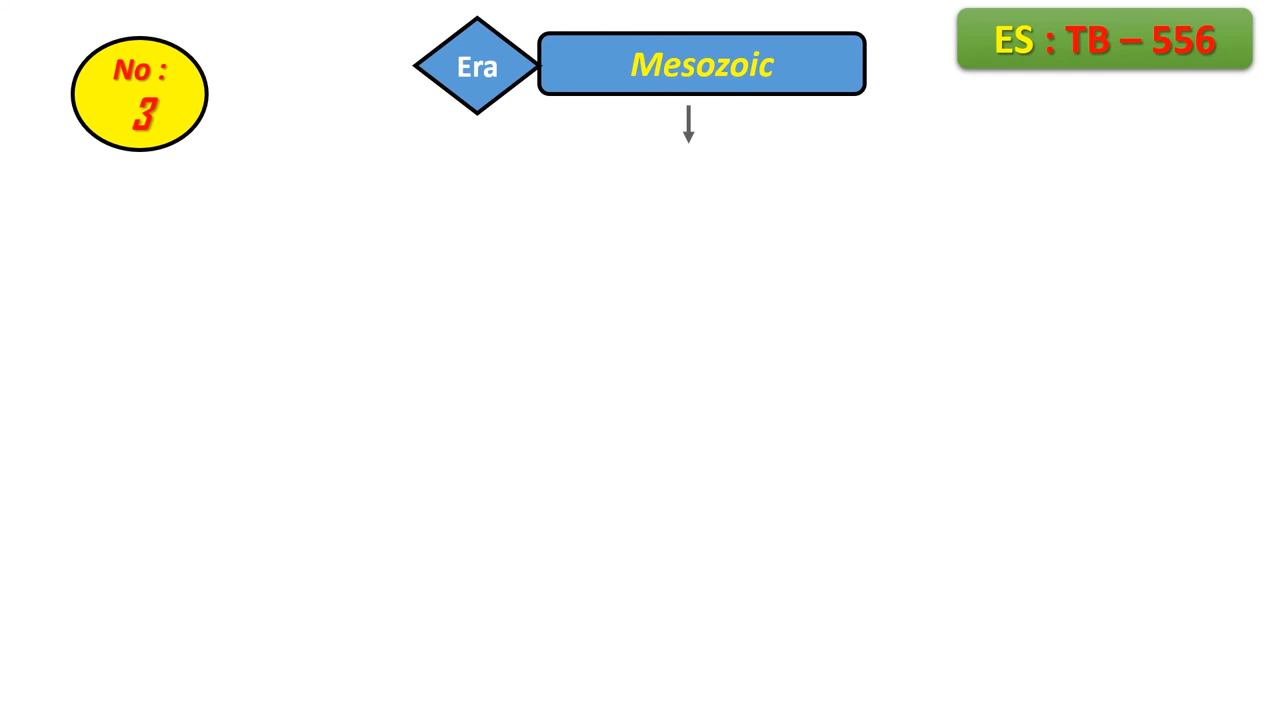 No :
3
Era
Mesozoic
ES : TB – 556